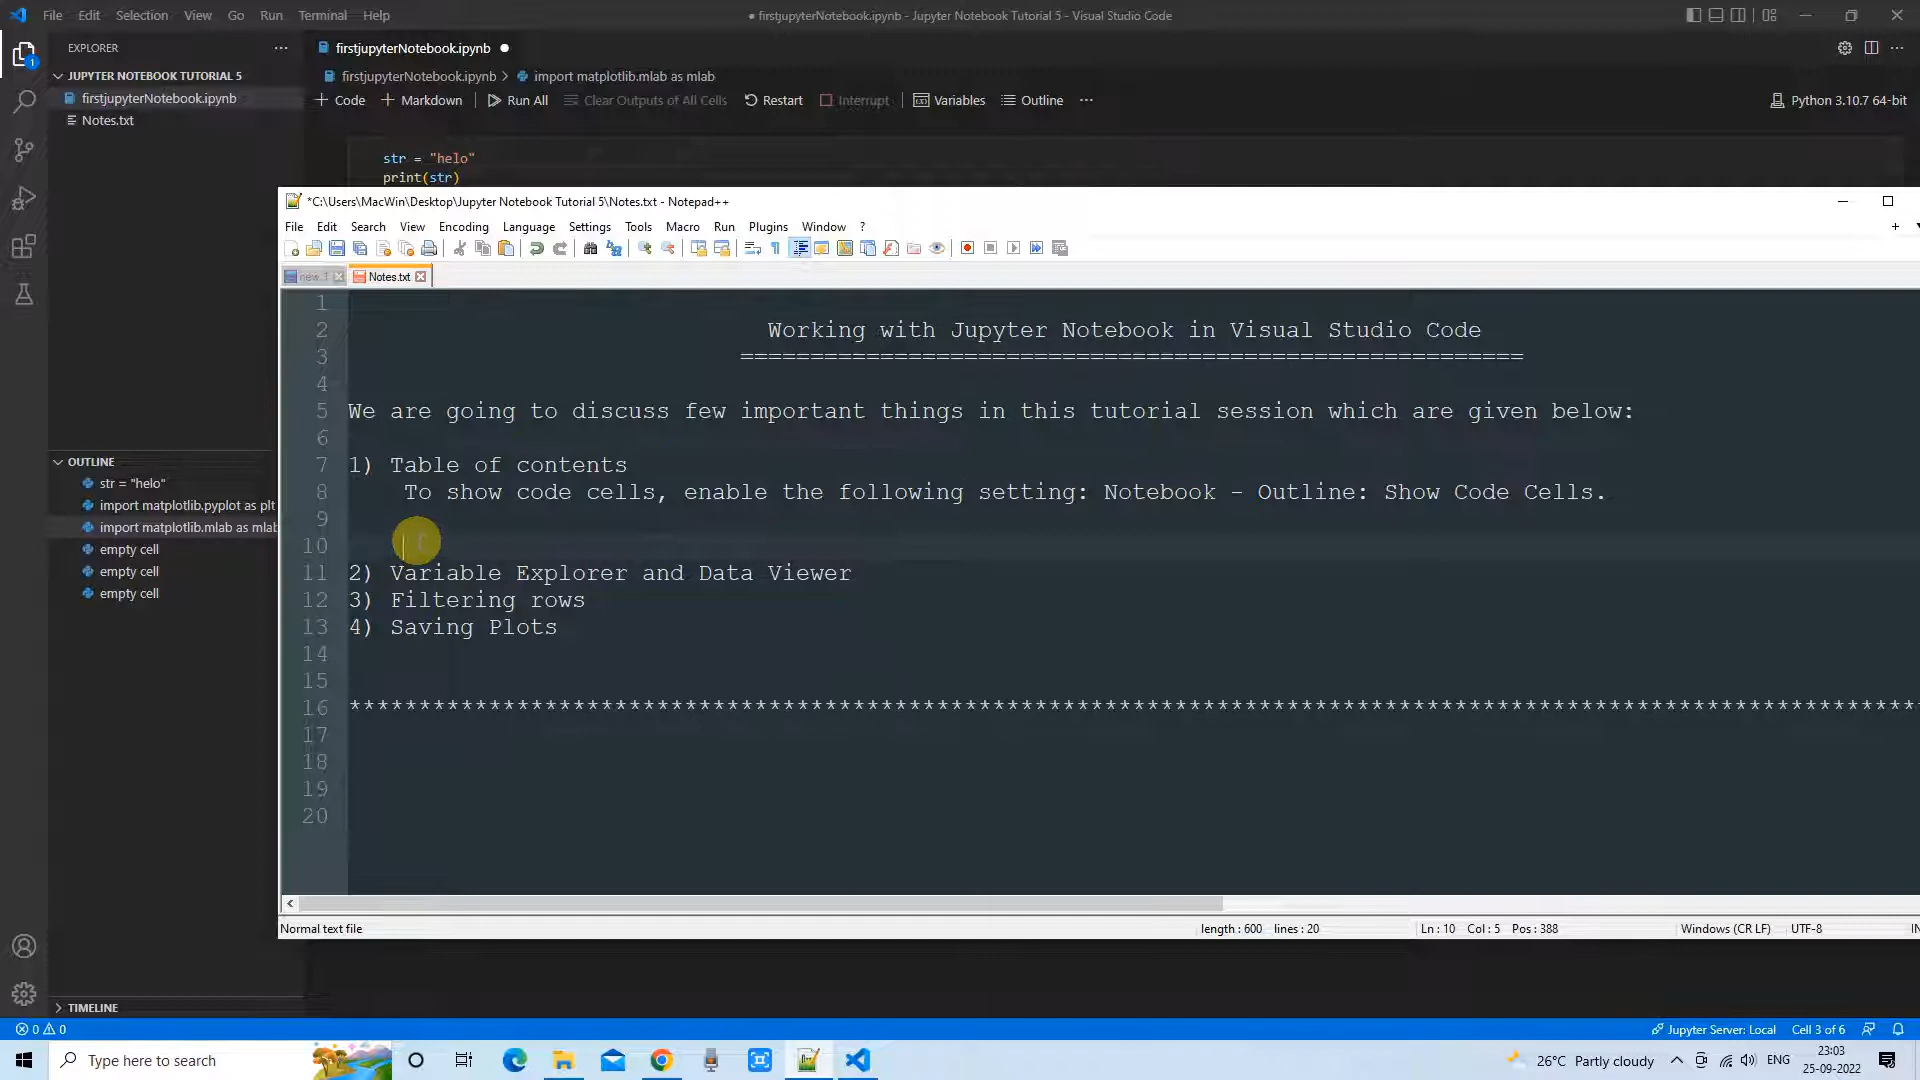 File Edit Selection View Go Run Terminal Help
● firstjupyterNotebook.ipynb - Jupyter Notebook Tutorial 5 - Visual Studio Code
EXPLORER
1
JUPYTER NOTEBOOK TUTORIAL 5
firstjupyterNotebook.ipynb
Notes.txt
firstjupyterNotebook.ipynb ●
firstjupyterNotebook.ipynb > import matplotlib.mlab as mlab
+ Code + Markdown Run All Clear Outputs of All Cells Restart Interrupt Variables Outline ...
Python 3.10.7 64-bit
str = "helo"
print(str)
*C:\Users\MacWin\Desktop\Jupyter Notebook Tutorial 5\Notes.txt - Notepad++
File Edit Search View Encoding Language Settings Tools Macro Run Plugins Window ?
new 1 Notes.txt
1
2 Working with Jupyter Notebook in Visual Studio Code
3 ========================================================
4
5 We are going to discuss few important things in this tutorial session which are given below:
6
7 1) Table of contents
8 To show code cells, enable the following setting: Notebook - Outline: Show Code Cells.
9
10
11 2) Variable Explorer and Data Viewer
12 3) Filtering rows
13 4) Saving Plots
14
15
16 ****************************************************************************************************************
17
18
19
20
Normal text file length : 600 lines : 20 Ln : 10 Col : 5 Pos : 388 Windows (CR LF) UTF-8
OUTLINE
str = "helo"
import matplotlib.pyplot as plt
import matplotlib.mlab as mlab
empty cell
empty cell
empty cell
TIMELINE
0 0
Jupyter Server: Local Cell 3 of 6
Type here to search
26°C Partly cloudy
ENG
23:03
25-09-2022